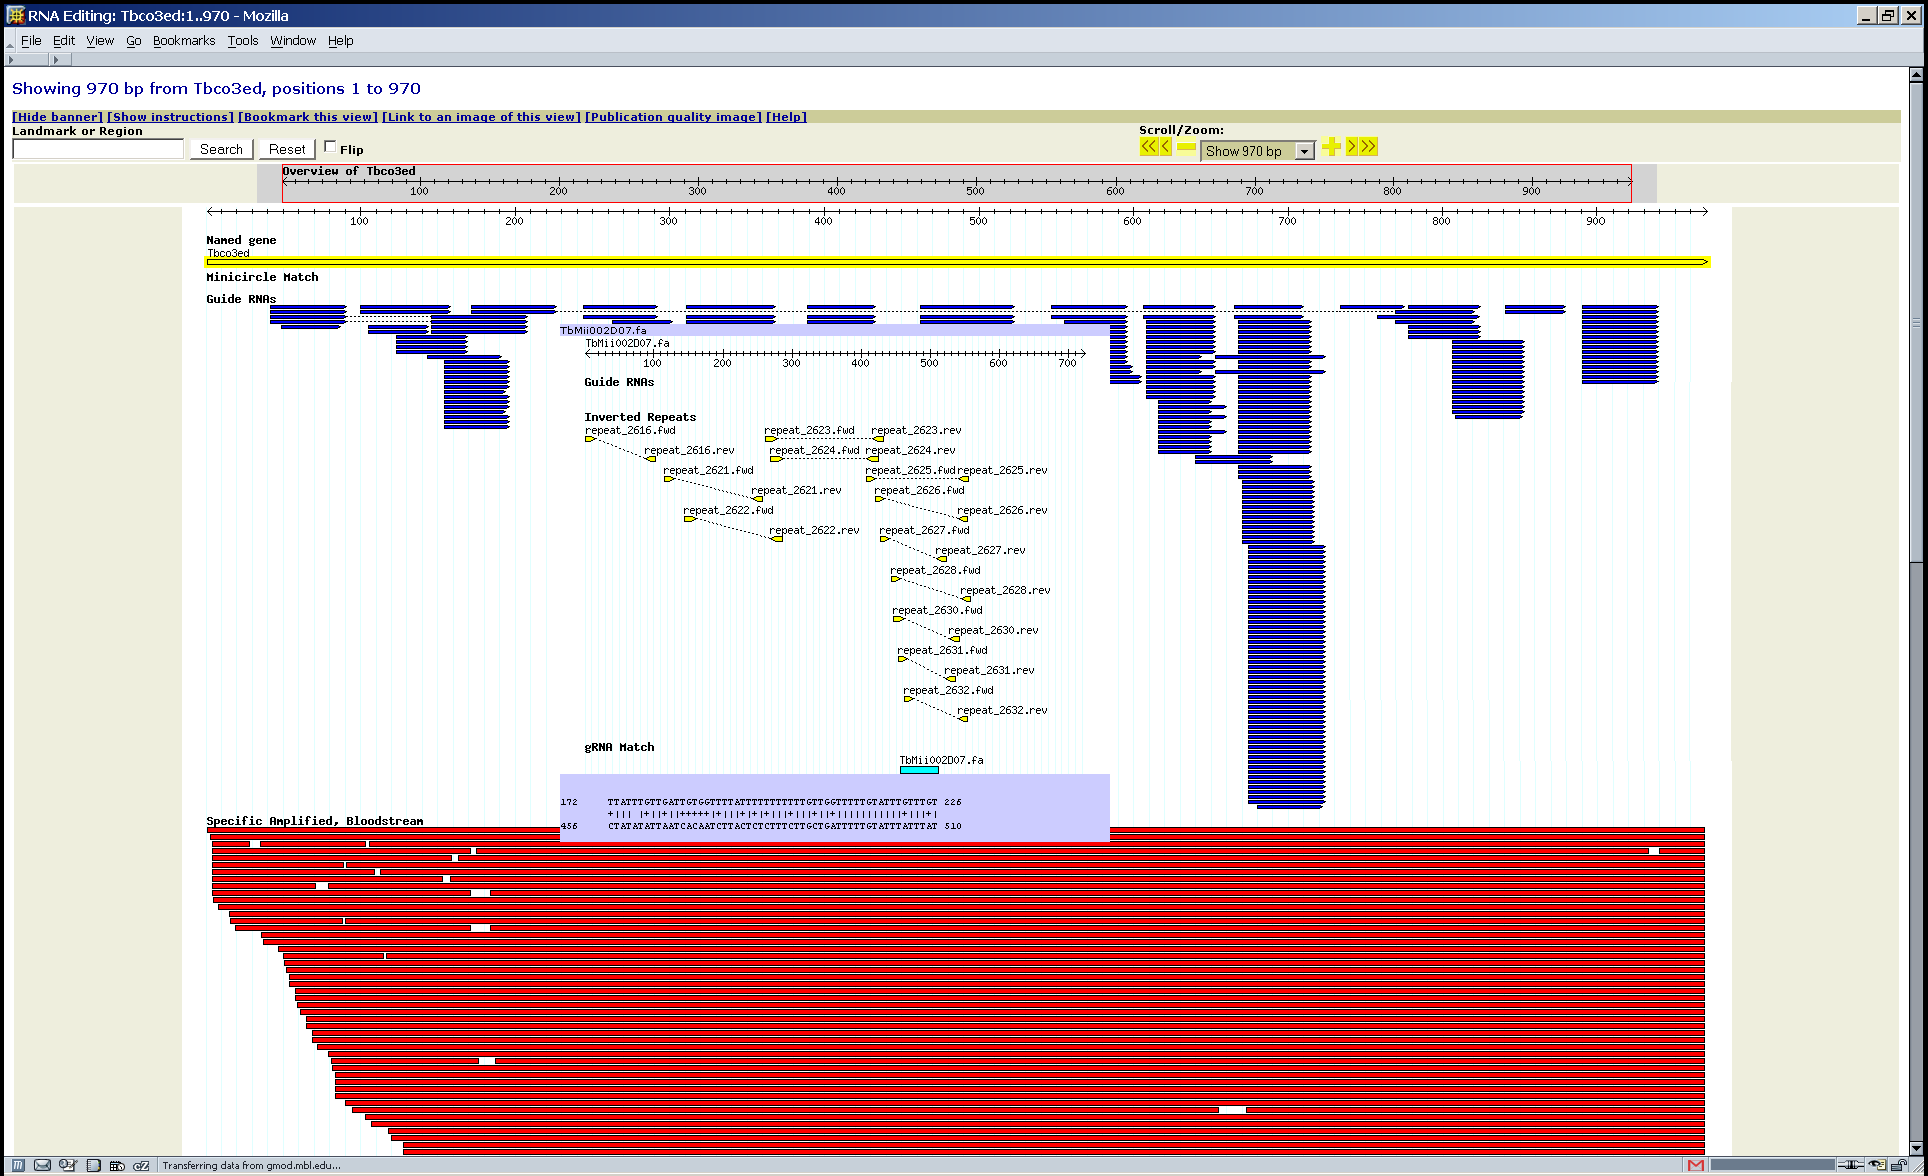 RNA Editing: Tbco3ed:1..970 - Mozilla
File Edit View Go Bookmarks Tools Window Help
Showing 970 bp from Tbco3ed, positions 1 to 970
[Hide banner] [Show instructions] [Bookmark this view] [Link to an image of this view] [Publication quality image] [Help]
Landmark or Region
Scroll/Zoom:
Search Reset Flip
<< < Show 970 bp > >>
Overview of Tbco3ed
100 200 300 400 500 600 700 800 900
100 200 300 400 500 600 700 800 900
Named gene
Tbco3ed
Minicircle Match
Guide RNAs
TbMii002D07.fa
TbMii002D07.fa
100 200 300 400 500 600 700
Guide RNAs
Inverted Repeats
repeat_2616.fwd repeat_2623.fwd repeat_2623.rev
repeat_2616.rev repeat_2624.fwd repeat_2624.rev
repeat_2621.fwd repeat_2625.fwd repeat_2625.rev
repeat_2621.rev repeat_2626.fwd
repeat_2622.fwd repeat_2626.rev
repeat_2622.rev repeat_2627.fwd
repeat_2627.rev
repeat_2628.fwd
repeat_2628.rev
repeat_2630.fwd
repeat_2630.rev
repeat_2631.fwd
repeat_2631.rev
repeat_2632.fwd
repeat_2632.rev
gRNA Match
TbMii002D07.fa
172 TTATTTGTTGATTGTGGTTTTATTTTTTTTTTTTGTTGGTTTTTGTATTTGTTTGT 226
456 CTATATATTAATCACAATCTTACTCTCTTTCTTGCTGATTTTTGTATTTATTTAT 510
Specific Amplified, Bloodstream
Transferring data from gmod.mbl.edu...